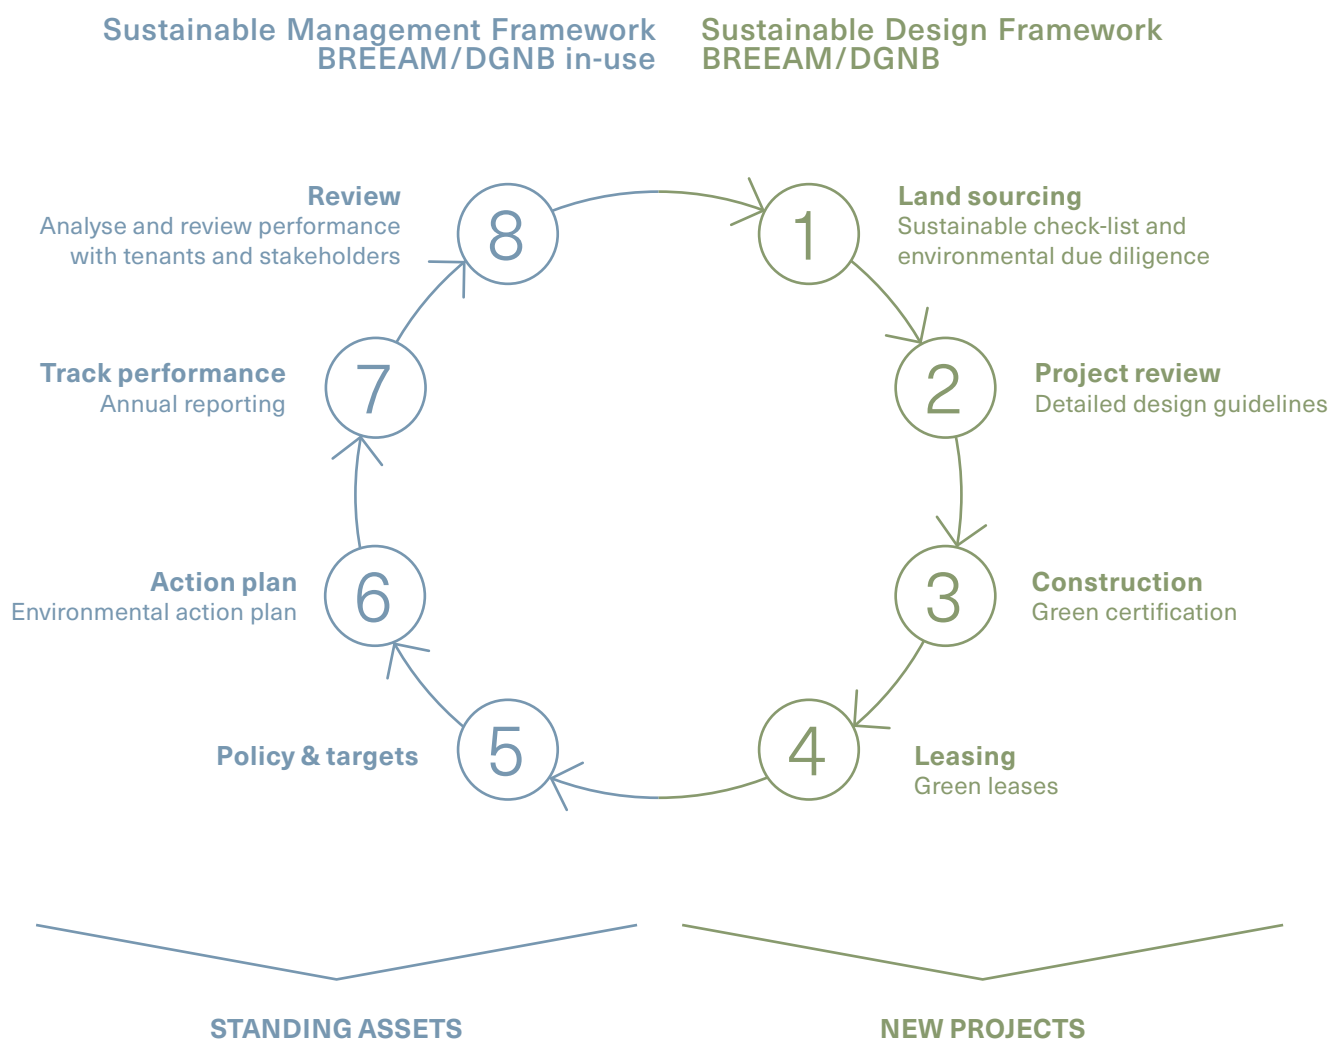 Sustainable Management Framework
BREEAM/DGNB in-use
Sustainable Design Framework
BREEAM/DGNB
8
Review
Analyse and review performance
with tenants and stakeholders
1
Land sourcing
Sustainable check-list and
environmental due diligence
7
Track performance
Annual reporting
2
Project review
Detailed design guidelines
6
Action plan
Environmental action plan
3
Construction
Green certification
5
Policy & targets
4
Leasing
Green leases
STANDING ASSETS
NEW PROJECTS